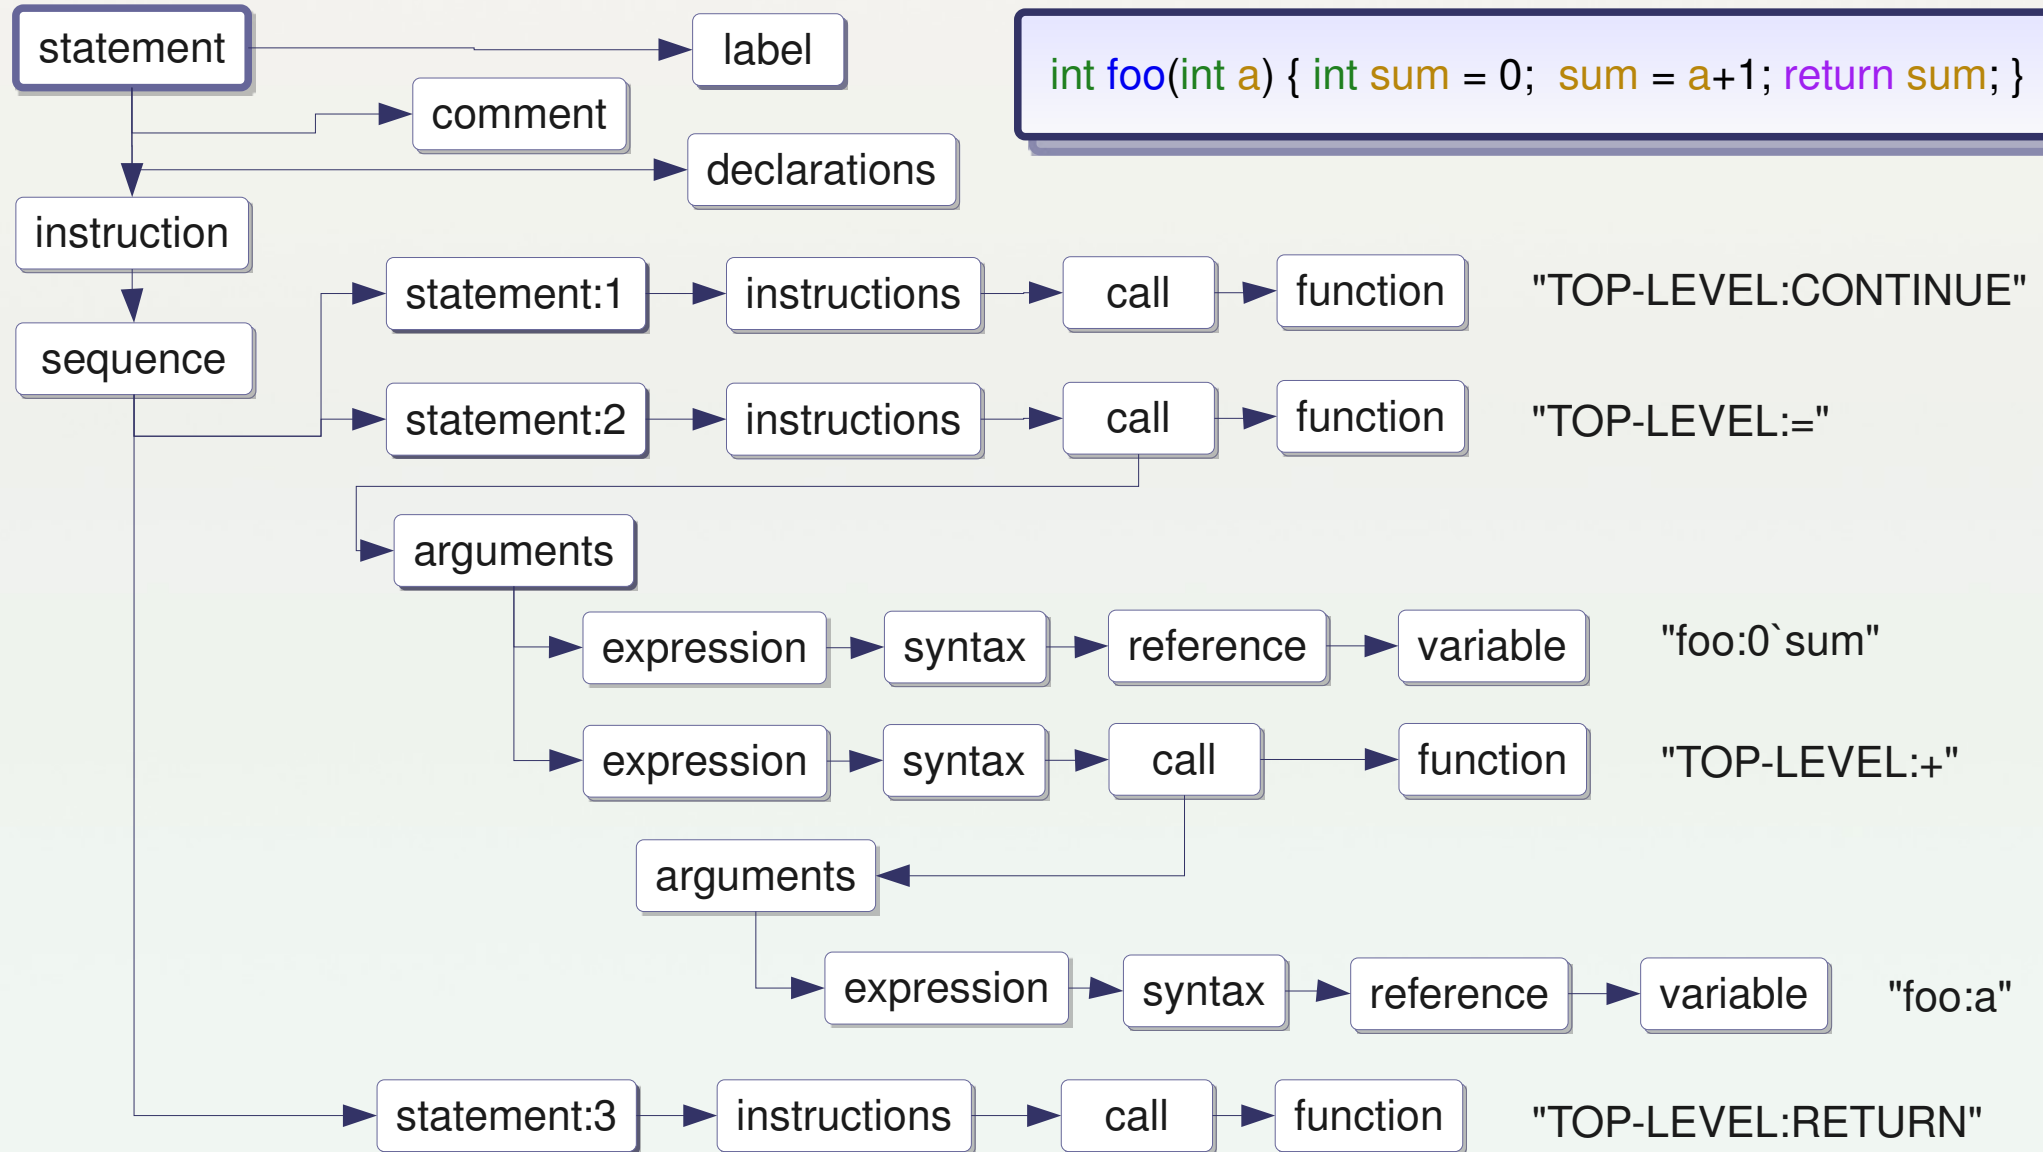 statement
label
int foo(int a) { int sum = 0;  sum = a+1; return sum; }
comment
declarations
instruction
statement:1 instructions call function "TOP-LEVEL:CONTINUE"
sequence
statement:2 instructions call function "TOP-LEVEL:="
arguments
expression syntax reference variable "foo:0`sum"
expression syntax call function "TOP-LEVEL:+"
arguments
expression syntax reference variable "foo:a"
statement:3 instructions call function "TOP-LEVEL:RETURN"